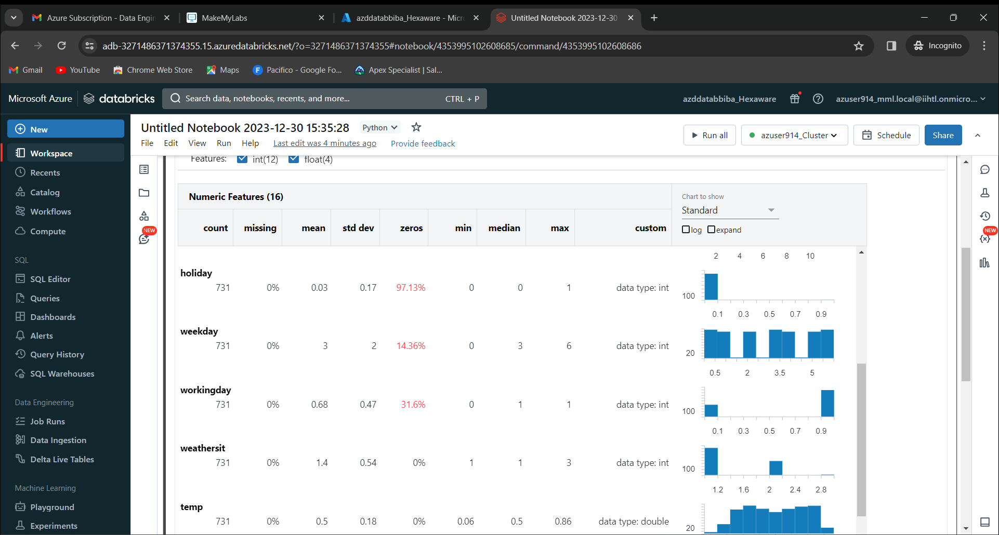 Azure Subscription - Data Engin
MakeMyLabs
azddatabbiba_Hexaware - Micro
Untitled Notebook 2023-12-30
adb-3271486371374355.15.azuredatabricks.net/?o=3271486371374355#notebook/4353995102608685/command/4353995102608686
Incognito
Gmail
YouTube
Chrome Web Store
Maps
Pacifico - Google Fo...
Apex Specialist | Sal...
Microsoft Azure
databricks
Search data, notebooks, recents, and more...
CTRL + P
azddatabbiba_Hexaware
azuser914_mml.local@iihtl.onmicro...
New
Workspace
Recents
Catalog
Workflows
Compute
SQL
SQL Editor
Queries
Dashboards
Alerts
Query History
SQL Warehouses
Data Engineering
Job Runs
Data Ingestion
Delta Live Tables
Machine Learning
Playground
Experiments
Untitled Notebook 2023-12-30 15:35:28
Python
File Edit View Run Help Last edit was 4 minutes ago Provide feedback
Run all
azuser914_Cluster
Schedule
Share
NEW
NEW
Features: int(12) float(4)
Numeric Features (16)
Chart to show
Standard
log expand
count missing mean std dev zeros min median max custom
2 4 6 8 10
holiday
731 0% 0.03 0.17 97.13% 0 0 1 data type: int
100
0.1 0.3 0.5 0.7 0.9
weekday
731 0% 3 2 14.36% 0 3 6 data type: int
20
0.5 2 3.5 5
workingday
731 0% 0.68 0.47 31.6% 0 1 1 data type: int
100
0.1 0.3 0.5 0.7 0.9
weathersit
731 0% 1.4 0.54 0% 1 1 3 data type: int
100
1.2 1.6 2 2.4 2.8
temp
731 0% 0.5 0.18 0% 0.06 0.5 0.86 data type: double
20